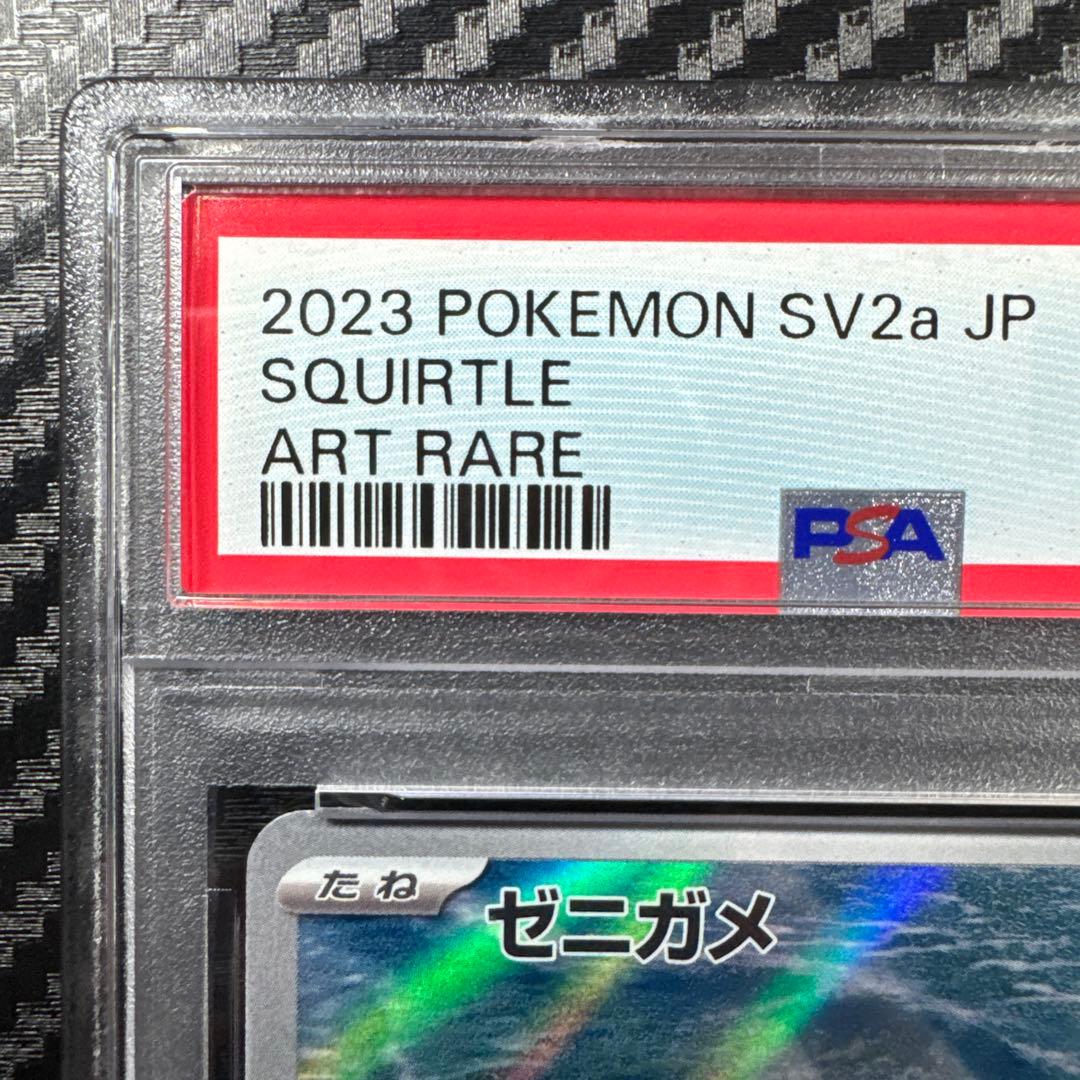 2023 POKEMON SV2a JP
SQUIRTLE
ART RARE
PSA
たね
ゼニガメ